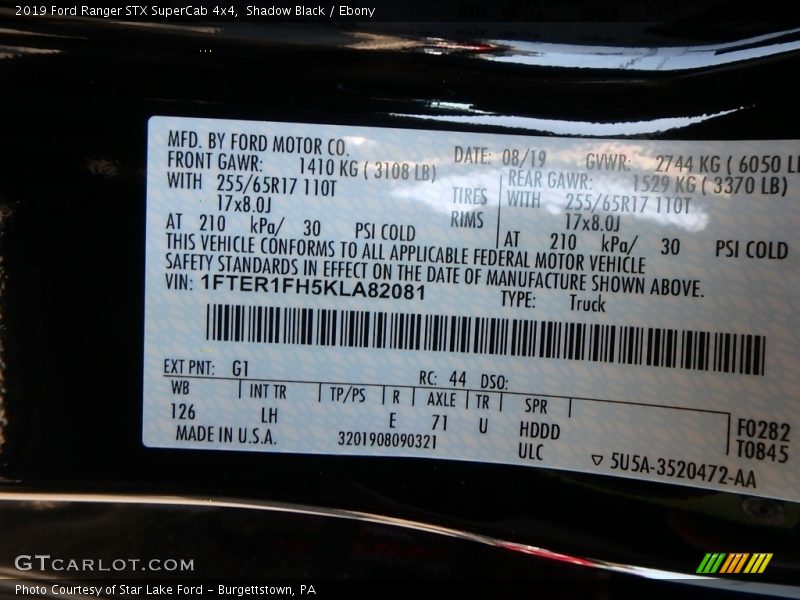 2019 Ford Ranger STX SuperCab 4x4, Shadow Black / Ebony
MFD. BY FORD MOTOR CO.
DATE: 08/19 GVWR: 2744 KG ( 6050 L
FRONT GAWR: 1410 KG ( 3108 LB) REAR GAWR: 1529 KG ( 3370 LB)
WITH 255/65R17 110T TIRES WITH 255/65R17 110T
17x8.0J RIMS 17x8.0J
AT 210 kPa/ 30 PSI COLD AT 210 kPa/ 30 PSI COLD
THIS VEHICLE CONFORMS TO ALL APPLICABLE FEDERAL MOTOR VEHICLE
SAFETY STANDARDS IN EFFECT ON THE DATE OF MANUFACTURE SHOWN ABOVE.
VIN: 1FTER1FH5KLA82081 TYPE: Truck
EXT PNT: G1 RC: 44 DSO:
WB INT TR TP/PS R AXLE TR SPR
126 LH E 71 U HDDD F0282
MADE IN U.S.A. 3201908090321 ULC T0845
▽ 5U5A-3520472-AA
GTCARLOT.COM
Photo Courtesy of Star Lake Ford - Burgettstown, PA